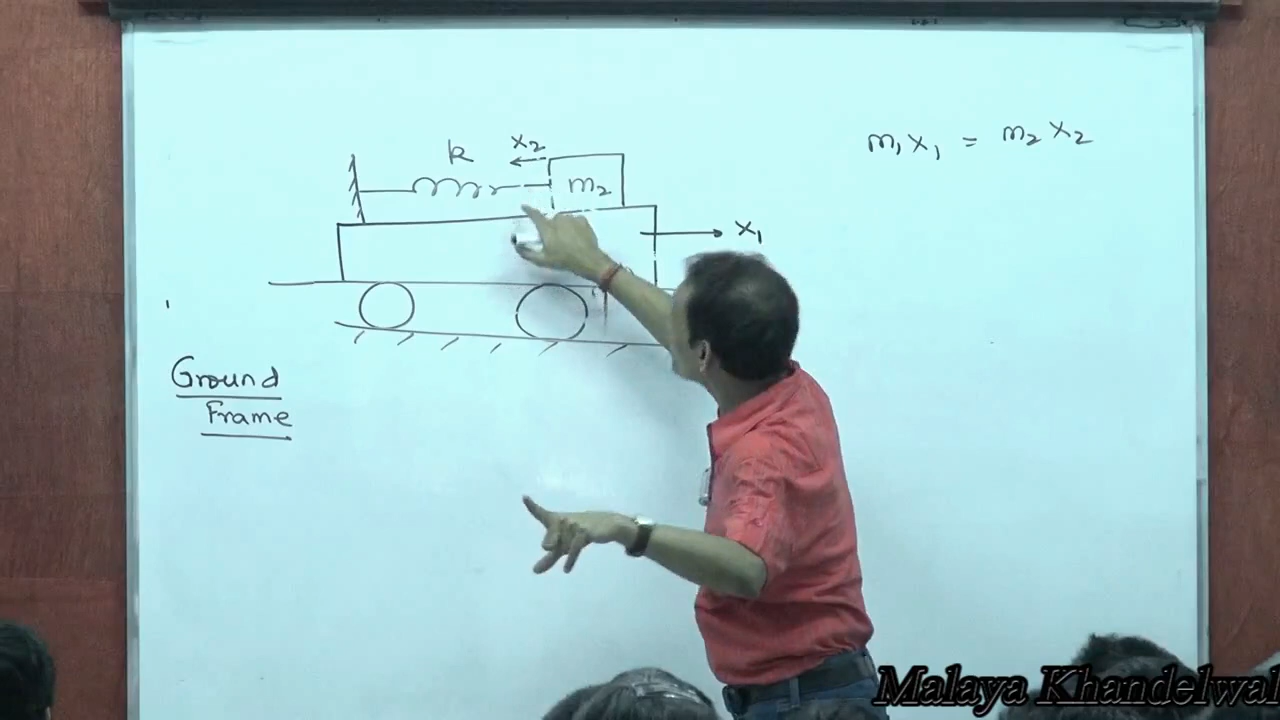 m₁x₁ = m₂x₂
x₂
k
m₂
x₁
Ground
Frame
Malaya Khandelwal